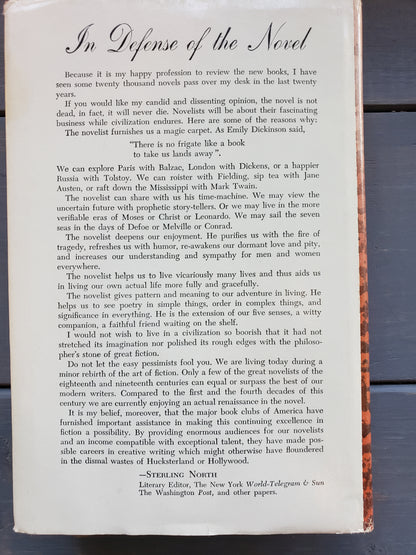 In Defense of the Novel
Because it is my happy profession to review the new books, I have
seen some twenty thousand novels pass over my desk in the last twenty
years.
If you would like my candid and dissenting opinion, the novel is not
dead, in fact, it will never die. Novelists will be about their fascinating
business while civilization endures. Here are some of the reasons why:
The novelist furnishes us a magic carpet. As Emily Dickinson said,
"There is no frigate like a book
to take us lands away".
We can explore Paris with Balzac, London with Dickens, or a happier
Russia with Tolstoy. We can roister with Fielding, sip tea with Jane
Austen, or raft down the Mississippi with Mark Twain.
The novelist can share with us his time-machine. We may view the
uncertain future with prophetic story-tellers. Or we may live in the more
verifiable eras of Moses or Christ or Leonardo. We may sail the seven
seas in the days of Defoe or Melville or Conrad.
The novelist deepens our enjoyment. He purifies us with the fire of
tragedy, refreshes us with humor, re-awakens our dormant love and pity,
and increases our understanding and sympathy for men and women
everywhere.
The novelist helps us to live vicariously many lives and thus aids us
in living our own actual life more fully and gracefully.
The novelist gives pattern and meaning to our adventure in living. He
helps us to see poetry in simple things, order in complex things, and
significance in everything. He is the extension of our five senses, a witty
companion, a faithful friend waiting on the shelf.
I would not wish to live in a civilization so boorish that it had not
stretched its imagination nor polished its rough edges with the philoso-
pher's stone of great fiction.
Do not let the easy pessimists fool you. We are living today during a
minor rebirth of the art of fiction. Only a few of the great novelists of the
eighteenth and nineteenth centuries can equal or surpass the best of our
modern writers. Compared to the first and the fourth decades of this
century we are currently enjoying an actual renaissance in the novel.
It is my belief, moreover, that the major book clubs of America have
furnished important assistance in making this continuing excellence in
fiction a possibility. By providing enormous audiences for our novelists
and an income compatible with exceptional talent, they have made pos-
sible careers in creative writing which might otherwise have floundered
in the dismal wastes of Hucksterland or Hollywood.
—STERLING NORTH
Literary Editor, The New York World-Telegram & Sun
The Washington Post, and other papers.